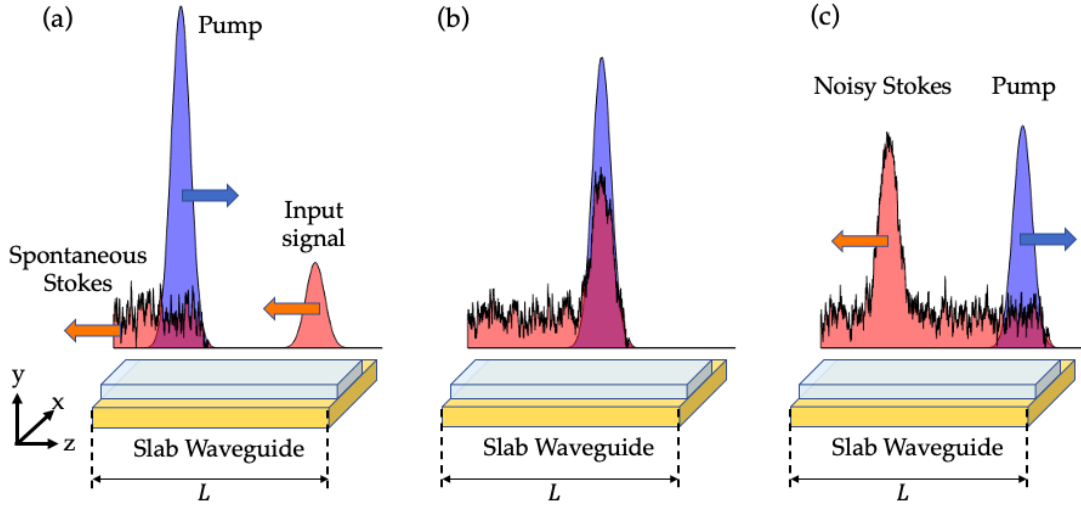 (a)
Pump
Input
signal
Spontaneous
Stokes
y
x
z
Slab Waveguide
L
(b)
Slab Waveguide
L
(c)
Noisy Stokes
Pump
Slab Waveguide
L